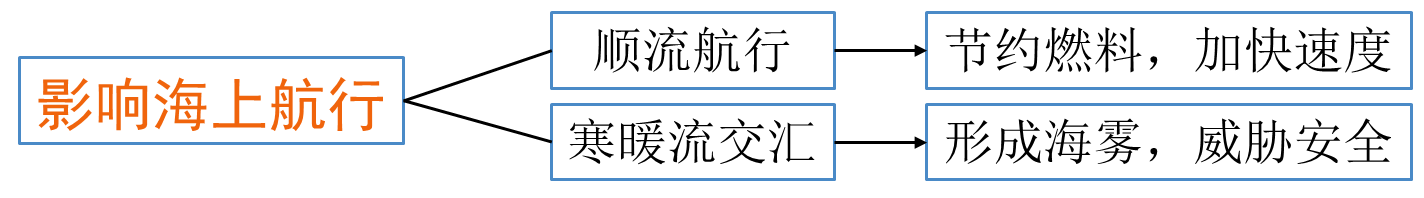 影响海上航行
顺流航行
节约燃料，加快速度
寒暖流交汇
形成海雾，威胁安全